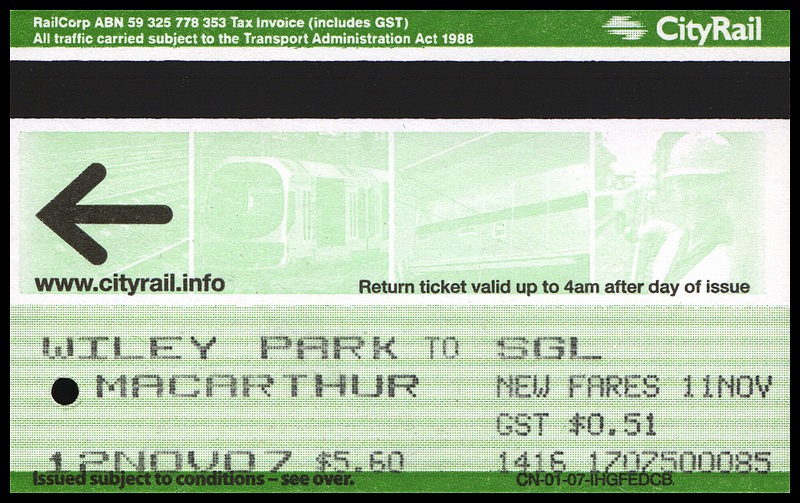 RailCorp ABN 59 325 778 353 Tax Invoice (includes GST)
All traffic carried subject to the Transport Administration Act 1988
CityRail
www.cityrail.info
Return ticket valid up to 4am after day of issue
WILEY PARK TO SGL
MACARTHUR NEW FARES 11NOV
GST $0.51
12NOV07 $5.60 1416 1707500085
Issued subject to conditions – see over. CN-01-07-IHGFEDCB.